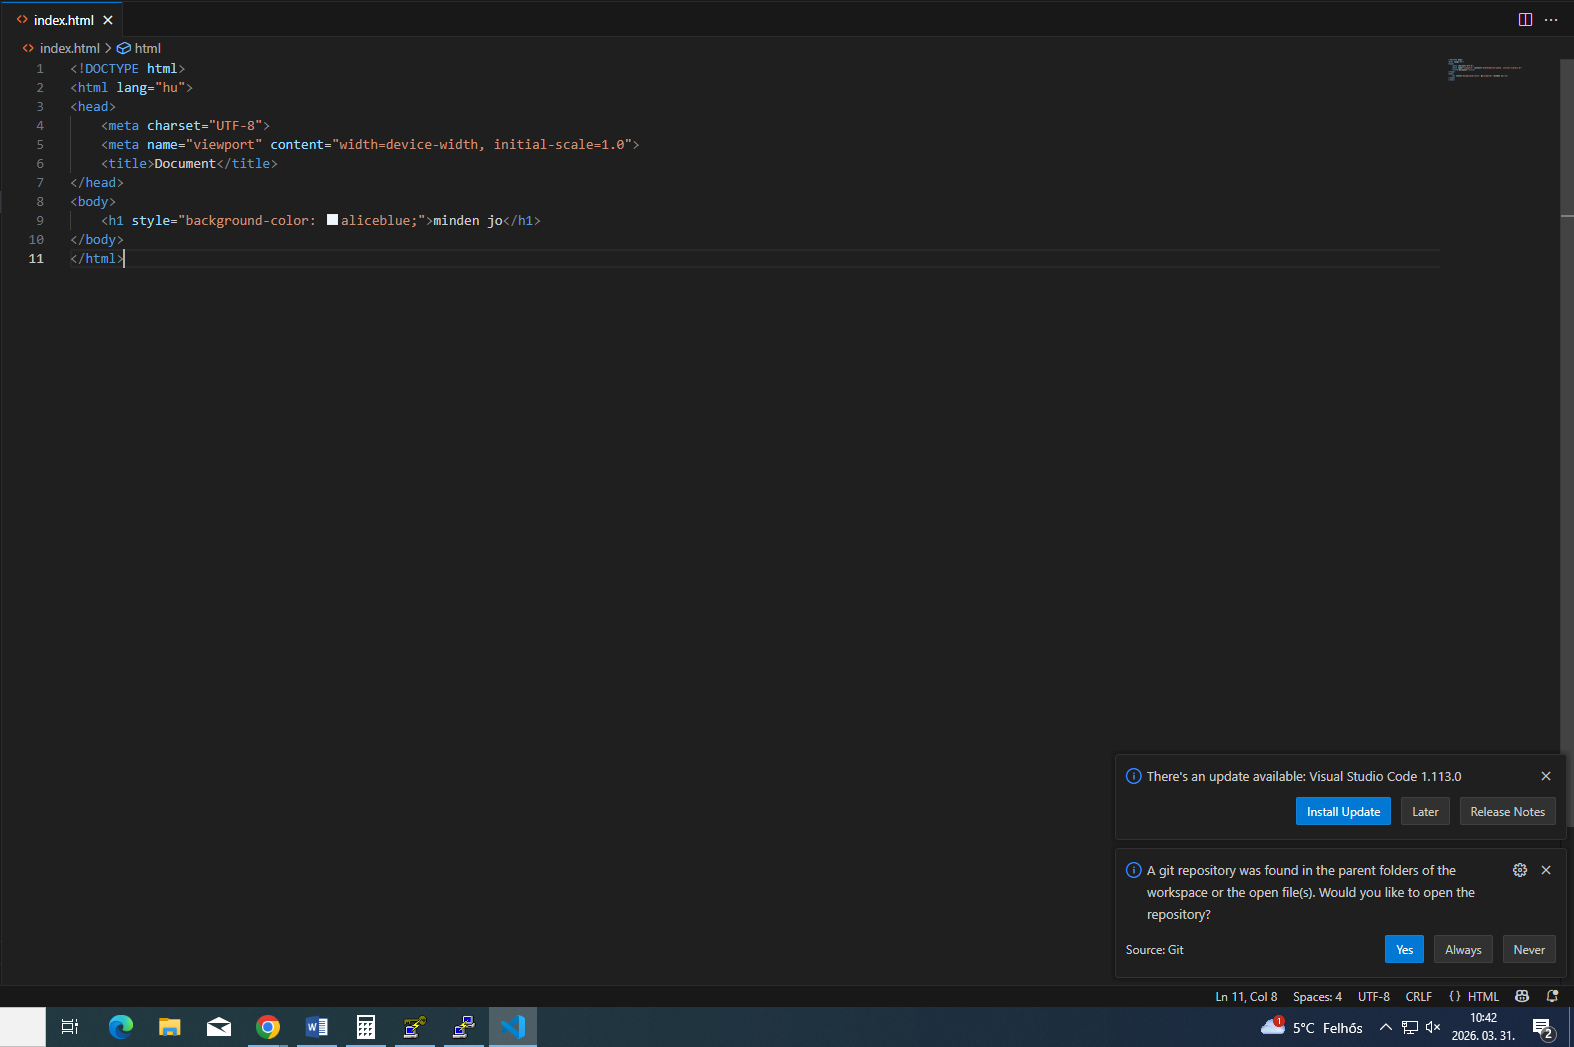 index.html
index.html > html
1 <!DOCTYPE html>
2 <html lang="hu">
3 <head>
4     <meta charset="UTF-8">
5     <meta name="viewport" content="width=device-width, initial-scale=1.0">
6     <title>Document</title>
7 </head>
8 <body>
9     <h1 style="background-color: aliceblue;">minden jo</h1>
10 </body>
11 </html>
There's an update available: Visual Studio Code 1.113.0
Install Update Later Release Notes
A git repository was found in the parent folders of the
workspace or the open file(s). Would you like to open the
repository?
Source: Git Yes Always Never
Ln 11, Col 8 Spaces: 4 UTF-8 CRLF {} HTML
1 5°C Felhős 10:42
2026. 03. 31. 2